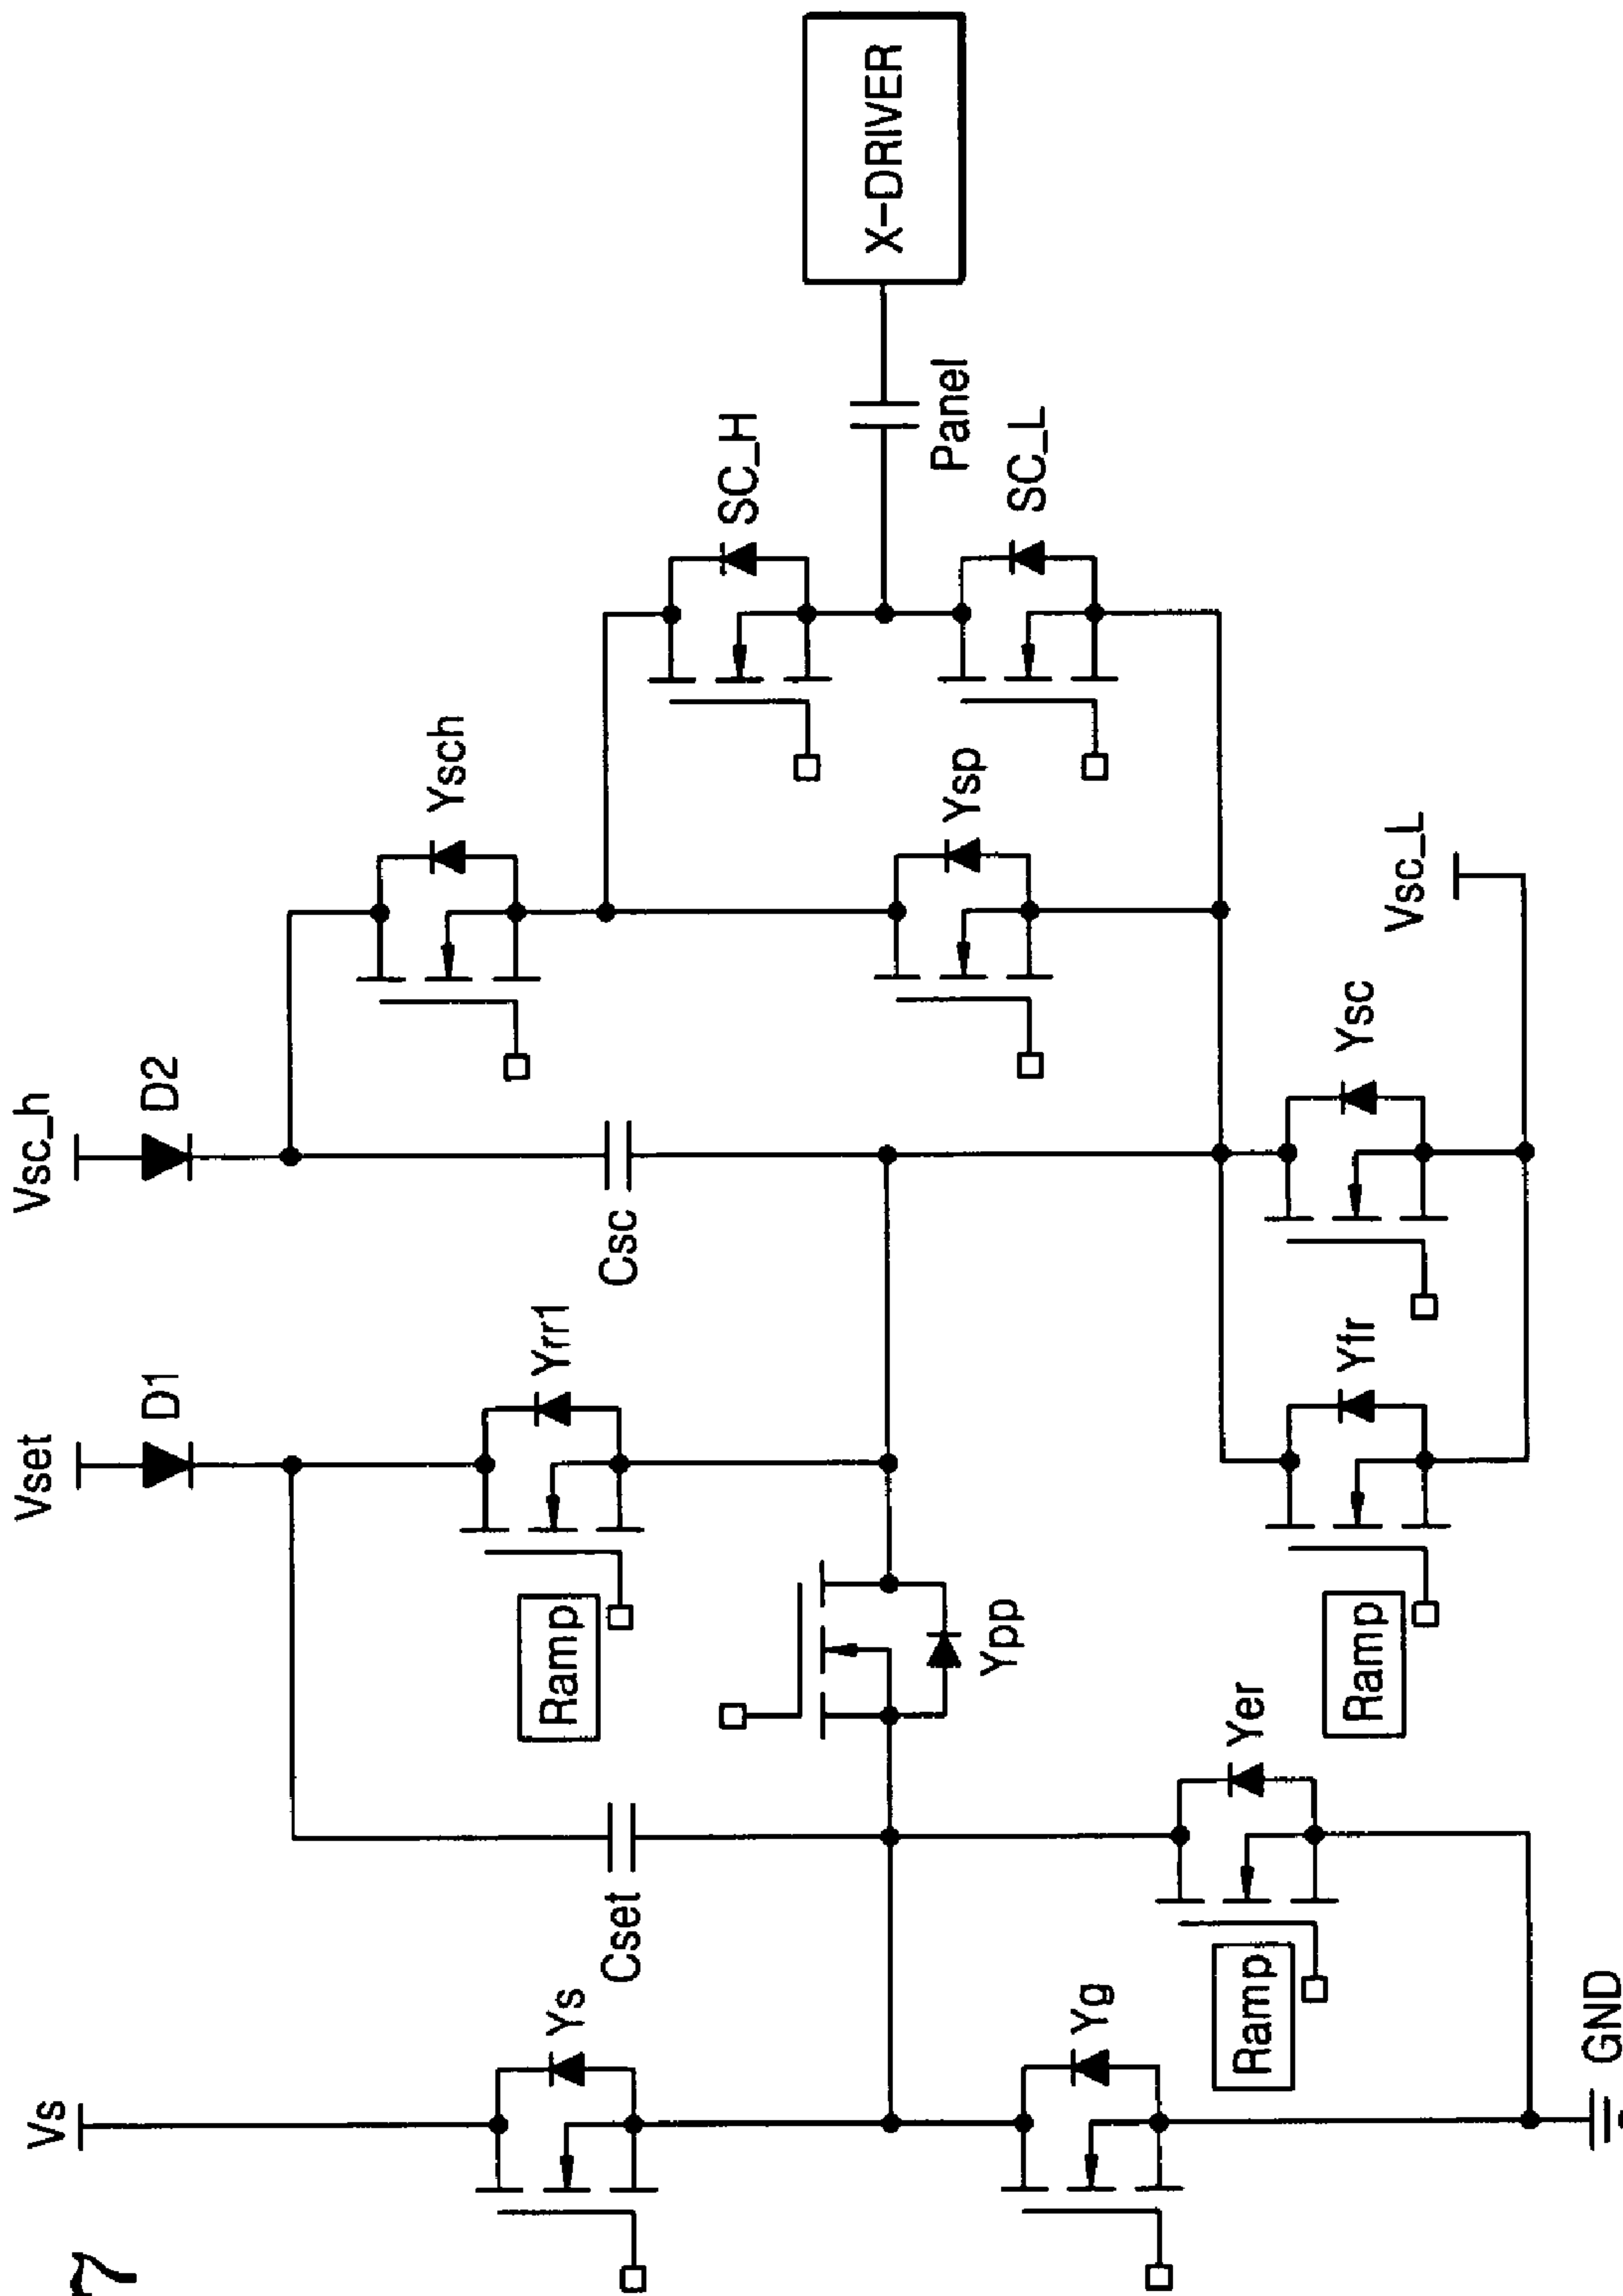 7
Vs
Vset
Vsc_h
D1
D2
Ys
Cset
Ramp
Yrr1
Csc
Ysch
SC_H
X-DRIVER
Panel
Ypp
Ysp
SC_L
Yg
Ramp
Yer
Ramp
Yfr
Ysc
Vsc_L
GND